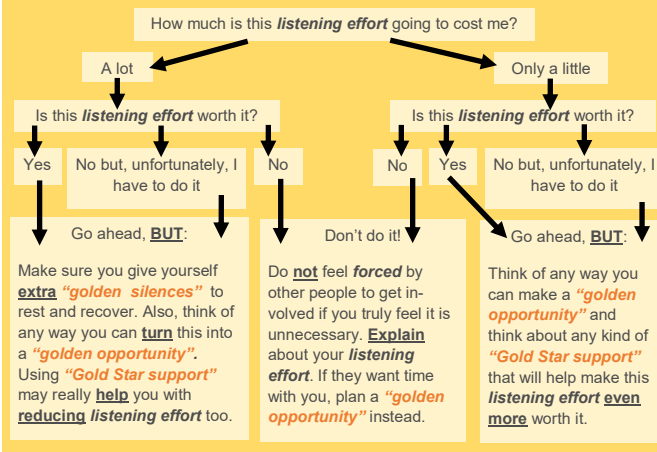 How much is this listening effort going to cost me?
A lot
Only a little
Is this listening effort worth it?
Is this listening effort worth it?
Yes
No but, unfortunately, I
have to do it
No
No
Yes
No but, unfortunately, I
have to do it
Go ahead, BUT:
Make sure you give yourself
extra “golden silences” to
rest and recover. Also, think of
any way you can turn this into
a “golden opportunity”.
Using “Gold Star support”
may really help you with
reducing listening effort too.
Don’t do it!
Do not feel forced by
other people to get in-
volved if you truly feel it is
unnecessary. Explain
about your listening
effort. If they want time
with you, plan a “golden
opportunity” instead.
Go ahead, BUT:
Think of any way you
can make a “golden
opportunity” and
think about any kind of
“Gold Star support”
that will help make this
listening effort even
more worth it.